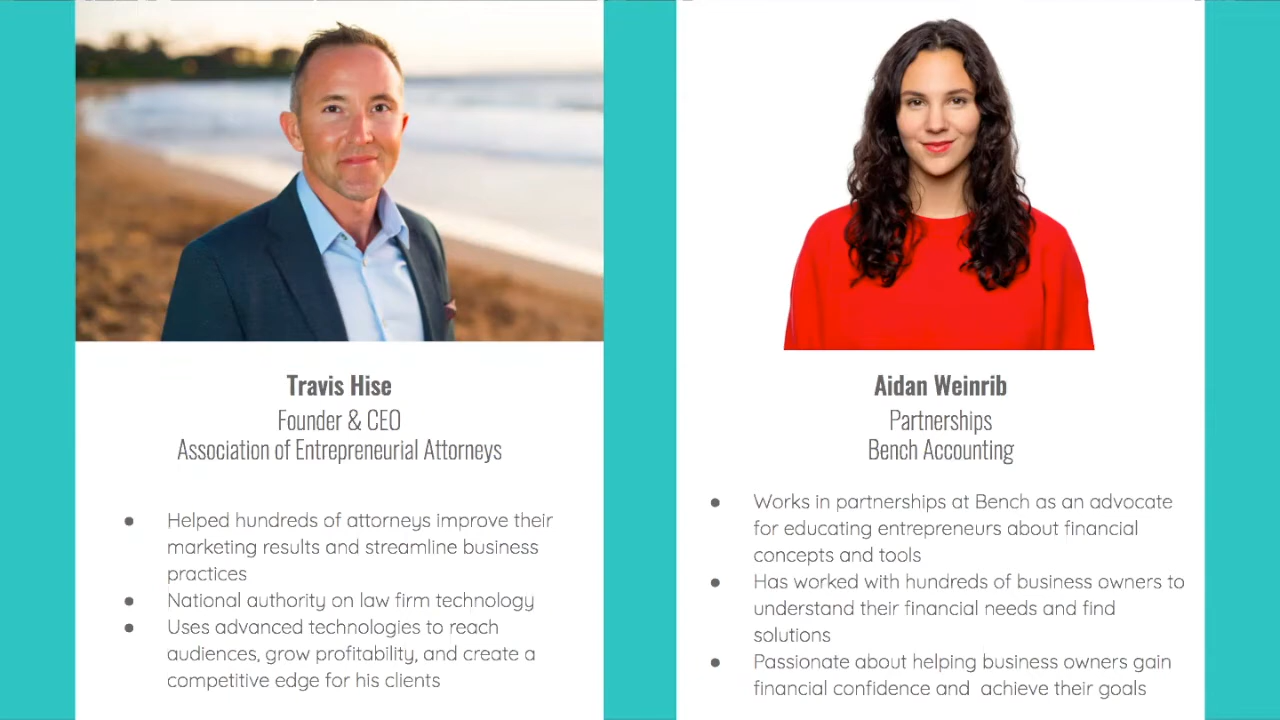 Travis Hise
Founder & CEO
Association of Entrepreneurial Attorneys
● Helped hundreds of attorneys improve their
marketing results and streamline business
practices
● National authority on law firm technology
● Uses advanced technologies to reach
audiences, grow profitability, and create a
competitive edge for his clients
Aidan Weinrib
Partnerships
Bench Accounting
● Works in partnerships at Bench as an advocate
for educating entrepreneurs about financial
concepts and tools
● Has worked with hundreds of business owners to
understand their financial needs and find
solutions
● Passionate about helping business owners gain
financial confidence and  achieve their goals